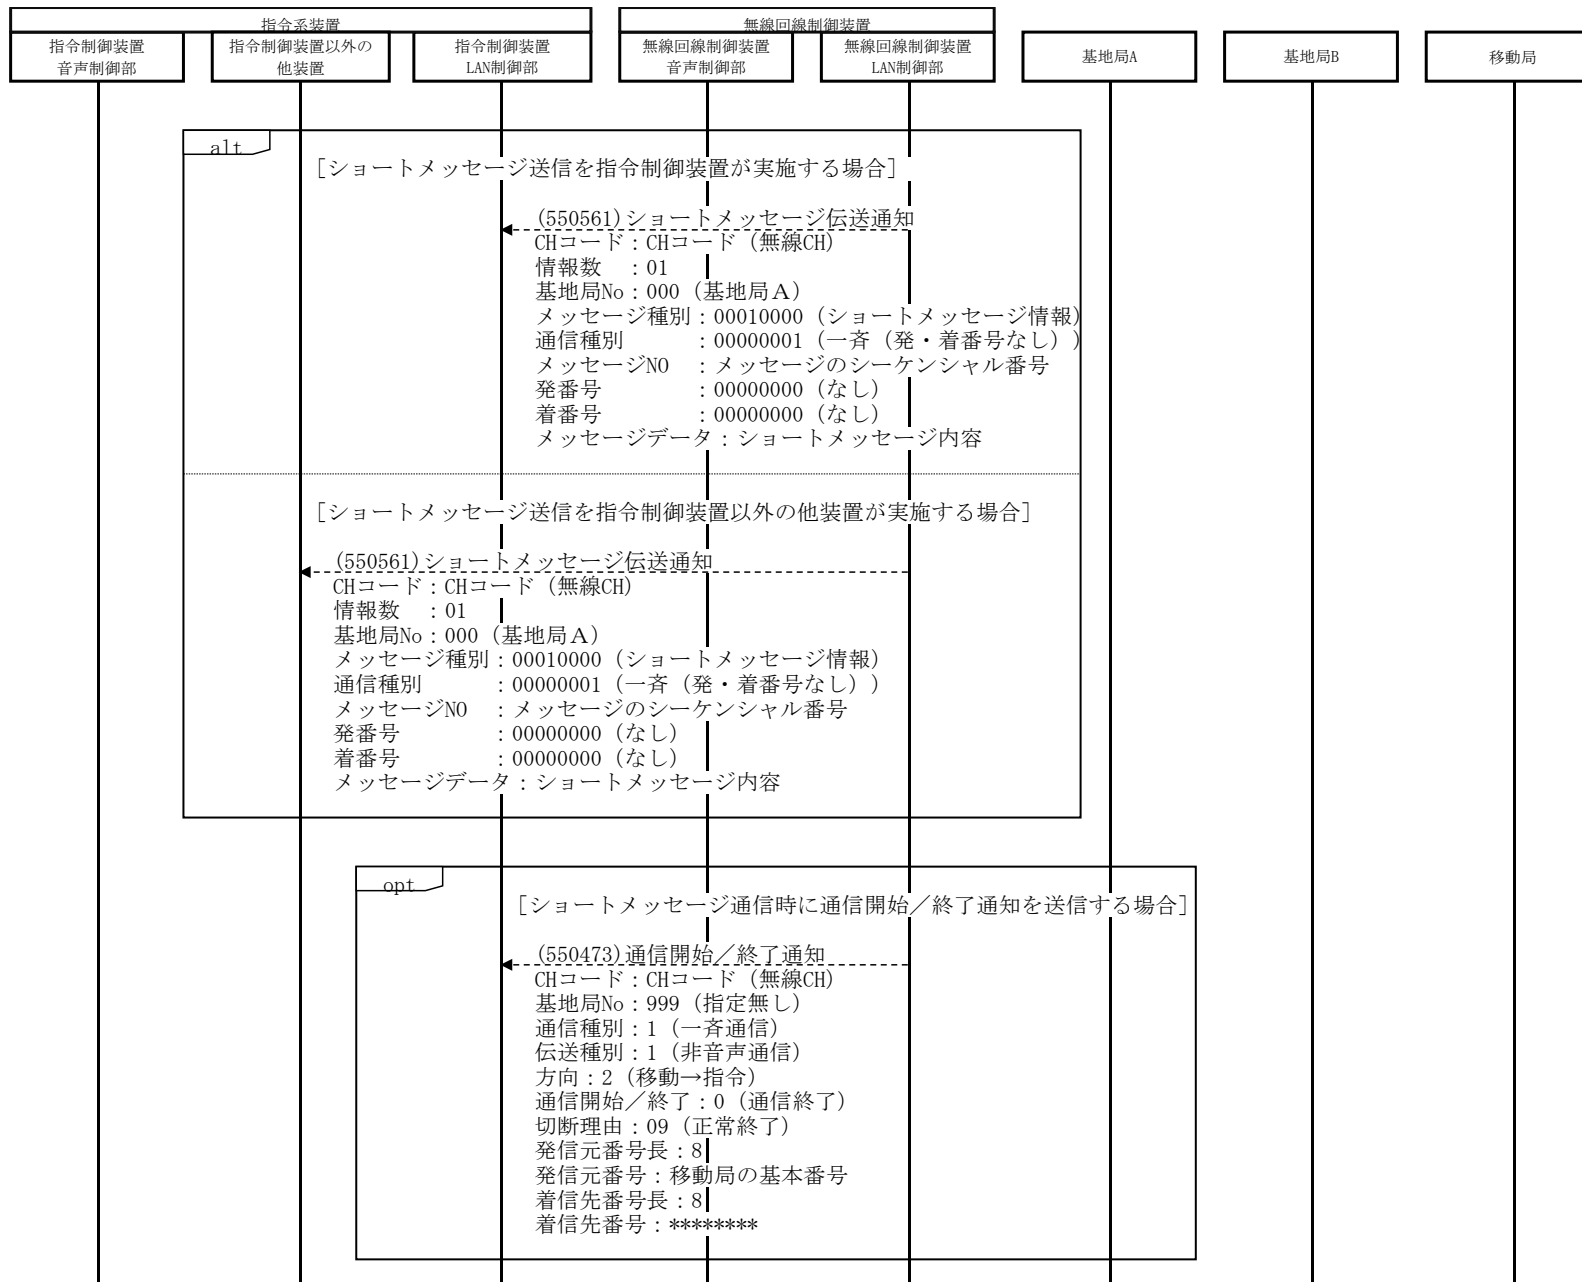 指令系装置
無線回線制御装置
指令制御装置
音声制御部
指令制御装置以外の
他装置
指令制御装置
LAN制御部
無線回線制御装置
音声制御部
無線回線制御装置
LAN制御部
基地局A
基地局B
移動局
alt
[ショートメッセージ送信を指令制御装置が実施する場合]
(550561)ショートメッセージ伝送通知
CHコード：CHコード（無線CH）
情報数　：01
基地局No：000（基地局Ａ）
メッセージ種別：00010000（ショートメッセージ情報）
通信種別　　　：00000001（一斉（発・着番号なし））
メッセージNO　：メッセージのシーケンシャル番号
発番号　　　　：00000000（なし）
着番号　　　　：00000000（なし）
メッセージデータ：ショートメッセージ内容
[ショートメッセージ送信を指令制御装置以外の他装置が実施する場合]
(550561)ショートメッセージ伝送通知
CHコード：CHコード（無線CH）
情報数　：01
基地局No：000（基地局Ａ）
メッセージ種別：00010000（ショートメッセージ情報）
通信種別　　　：00000001（一斉（発・着番号なし））
メッセージNO　：メッセージのシーケンシャル番号
発番号　　　　：00000000（なし）
着番号　　　　：00000000（なし）
メッセージデータ：ショートメッセージ内容
opt
[ショートメッセージ通信時に通信開始／終了通知を送信する場合]
(550473)通信開始／終了通知
CHコード：CHコード（無線CH）
基地局No：999（指定無し）
通信種別：1（一斉通信）
伝送種別：1（非音声通信）
方向：2（移動→指令）
通信開始／終了：0（通信終了）
切断理由：09（正常終了）
発信元番号長：8
発信元番号：移動局の基本番号
着信先番号長：8
着信先番号：********